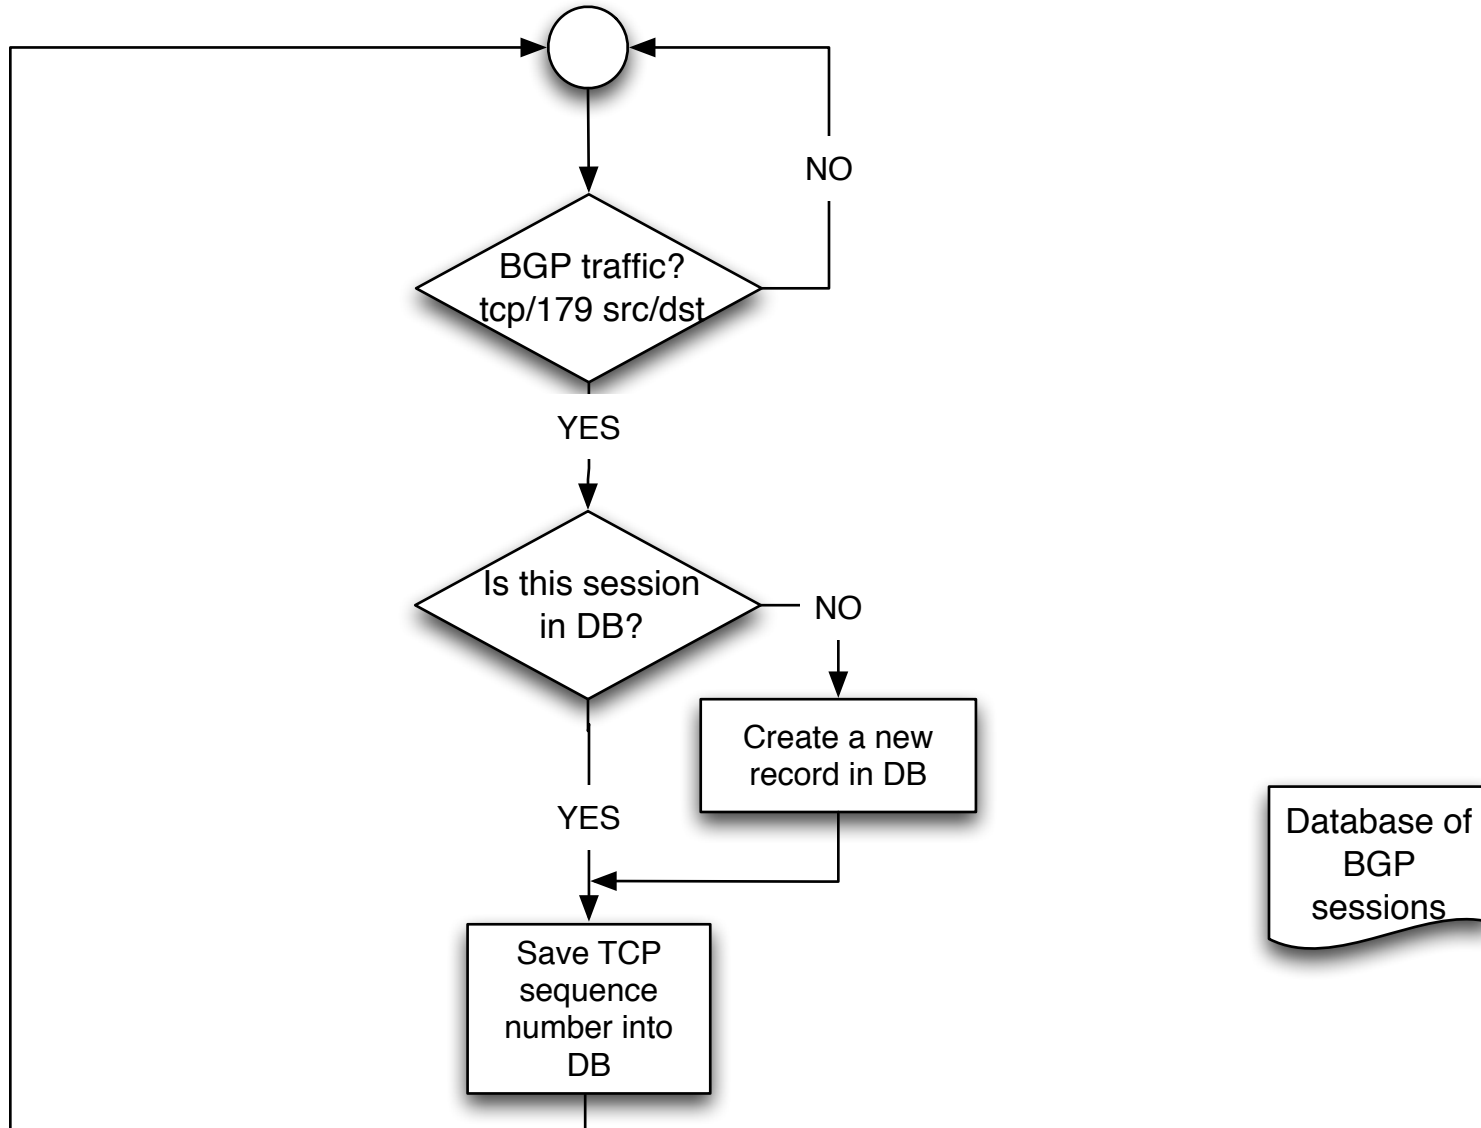 NO
BGP traffic?
tcp/179 src/dst
YES
Is this session
in DB?
NO
Create a new
record in DB
YES
Database of
BGP
sessions
Save TCP
sequence
number into
DB